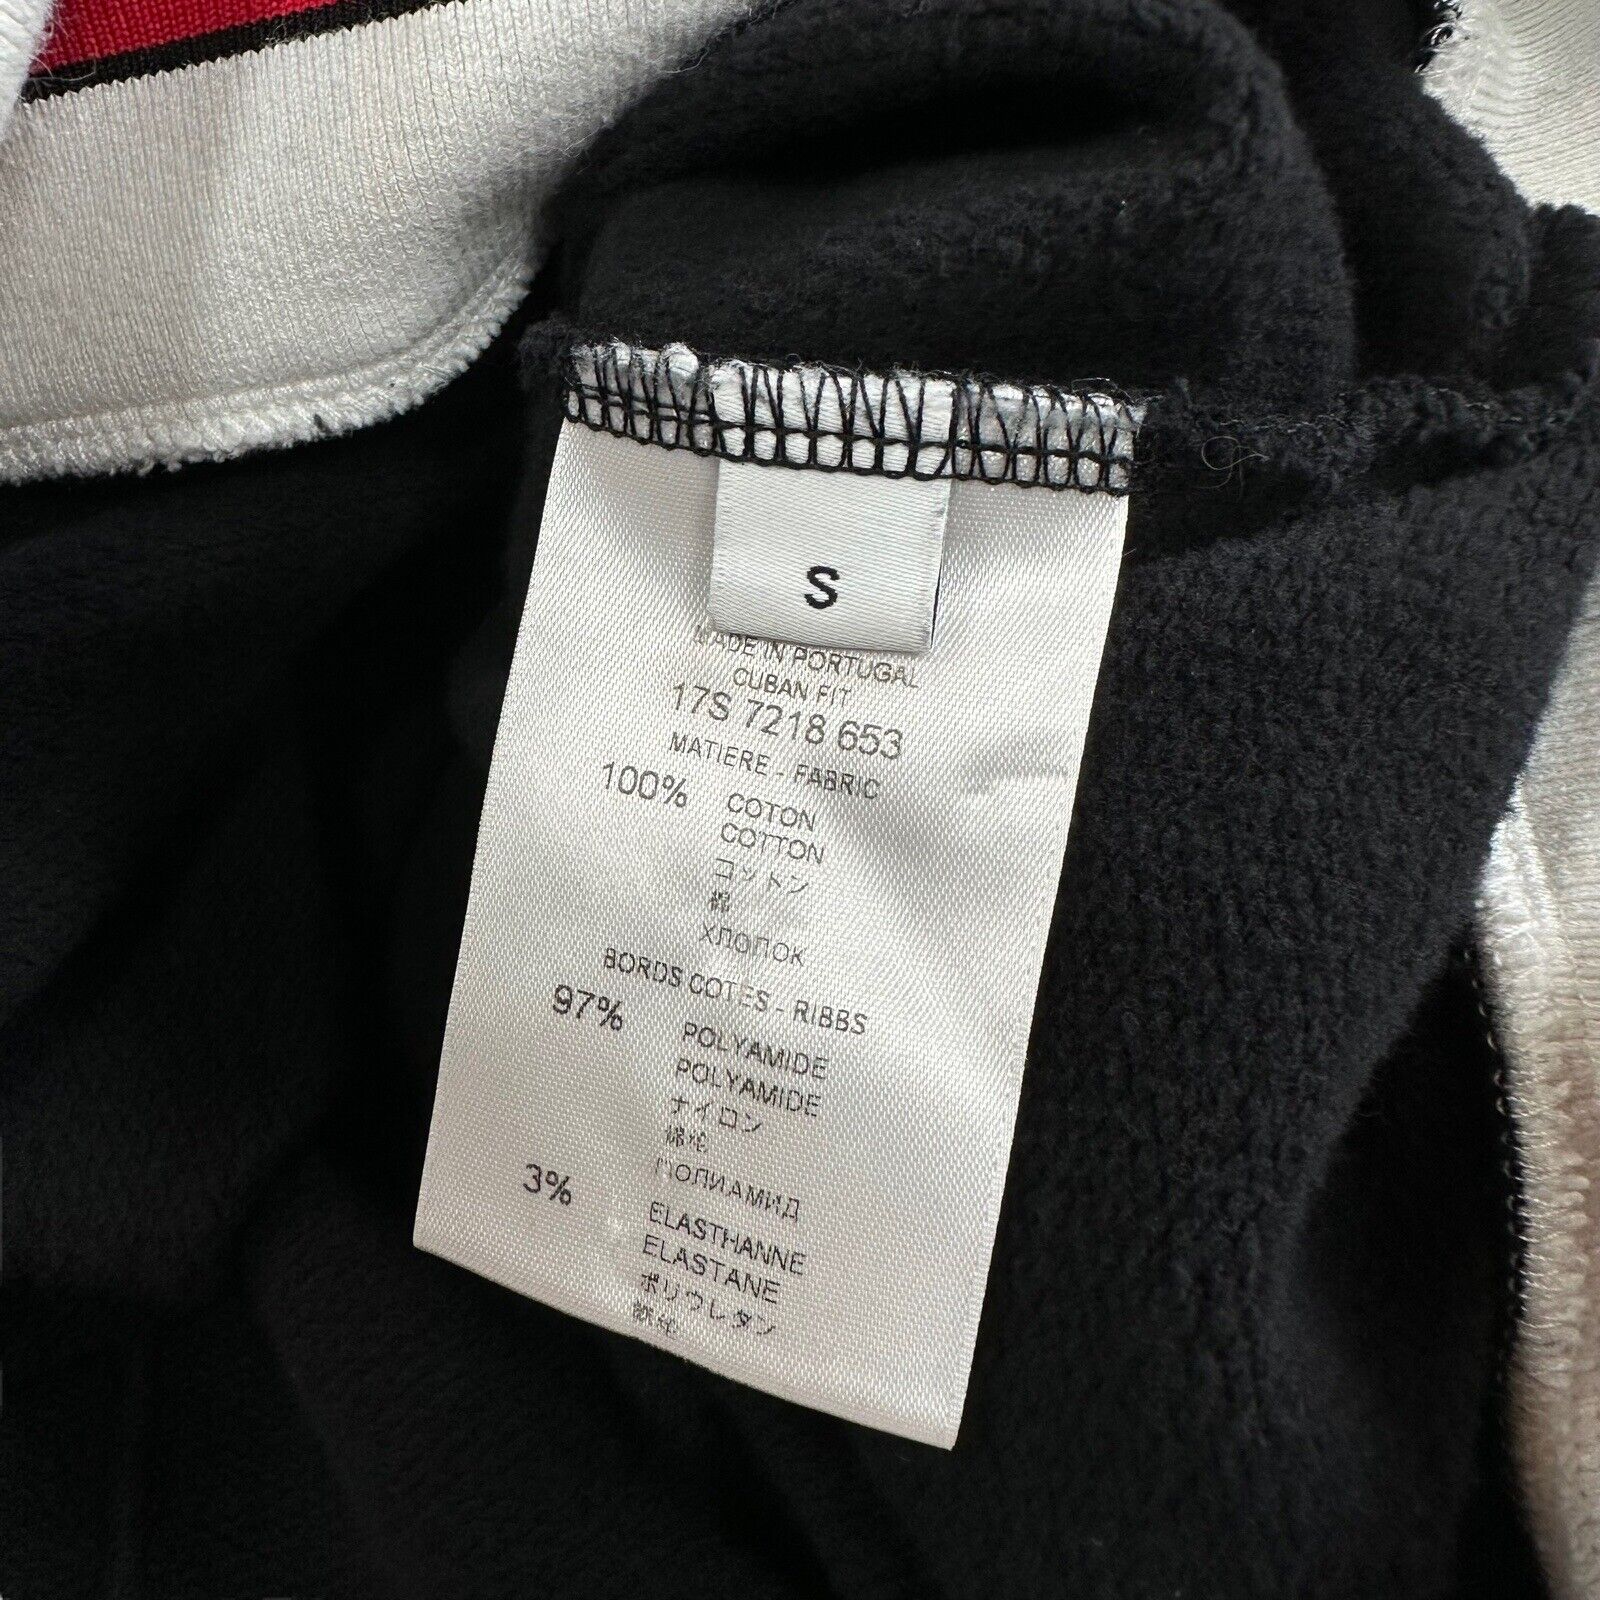 S
MADE IN PORTUGAL
CUBAN FIT
17S 7218 653
MATIERE - FABRIC
100% COTON
COTTON
コットン
棉
ХЛОПОК
BORDS COTES - RIBBS
97% POLYAMIDE
POLYAMIDE
ナイロン
錦纶
ПОЛИАМИД
3% ELASTHANNE
ELASTANE
ポリウレタン